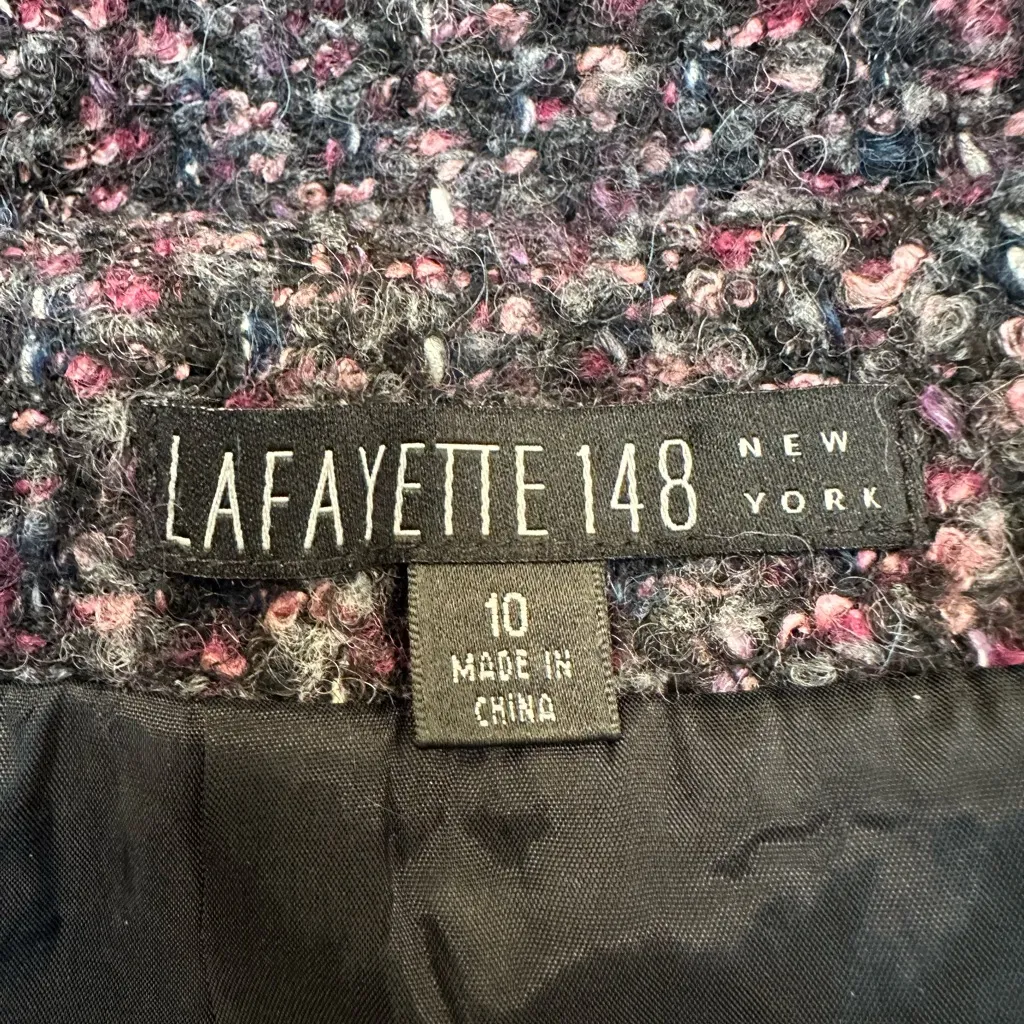 LAFAYETTE 148 NEW YORK
10
MADE IN
CHINA